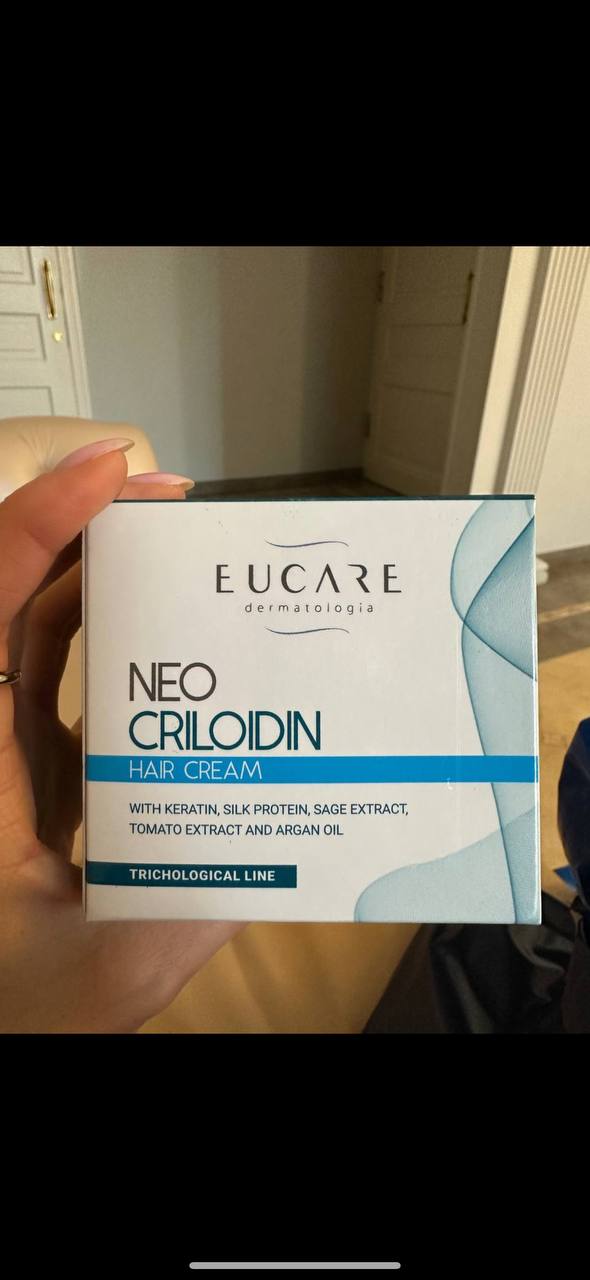 EUCARE
dermatologia
NEO
CRILOIDIN
HAIR CREAM
WITH KERATIN, SILK PROTEIN, SAGE EXTRACT,
TOMATO EXTRACT AND ARGAN OIL
TRICHOLOGICAL LINE